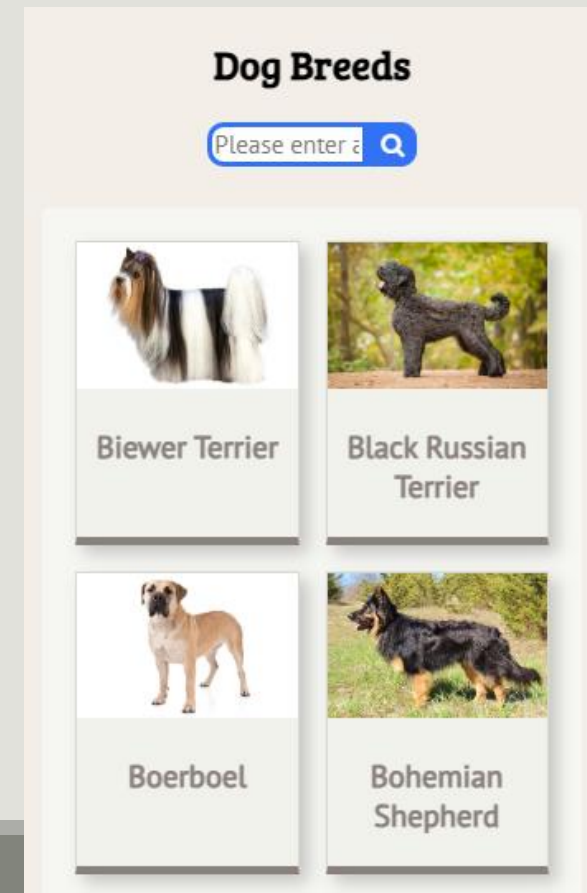 Dog Breeds
Please enter a
Biewer Terrier
Black Russian
Terrier
Boerboel
Bohemian
Shepherd